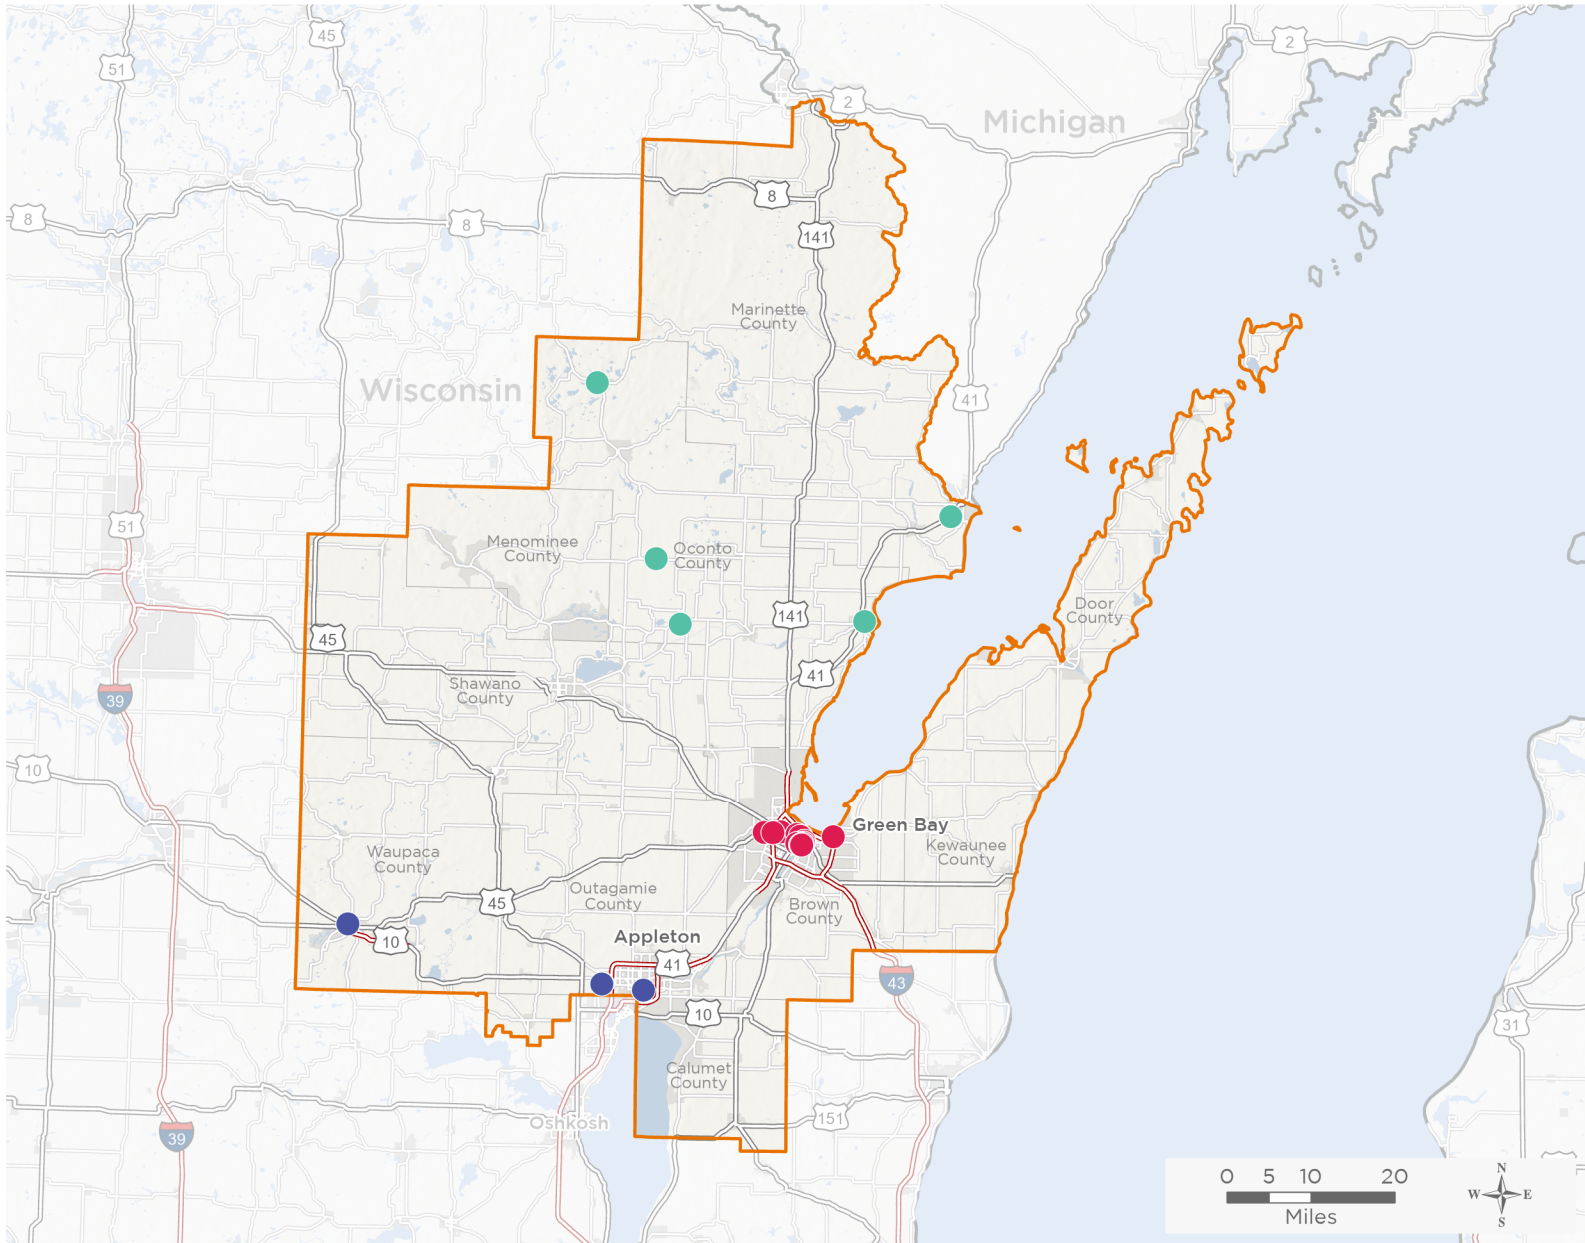 45
2
51
2
Michigan
8
8
8
141
Marinette
County
Wisconsin
41
51
Menominee
County
Oconto
County
Door
County
141
45
41
Shawano
County
39
10
Green Bay
Kewaunee
County
Waupaca
County
Outagamie
County
45
Brown
County
Appleton
10
41
43
10
31
Calumet
County
Oshkosh
151
39
0 5 10 20
Miles
N
W E
S